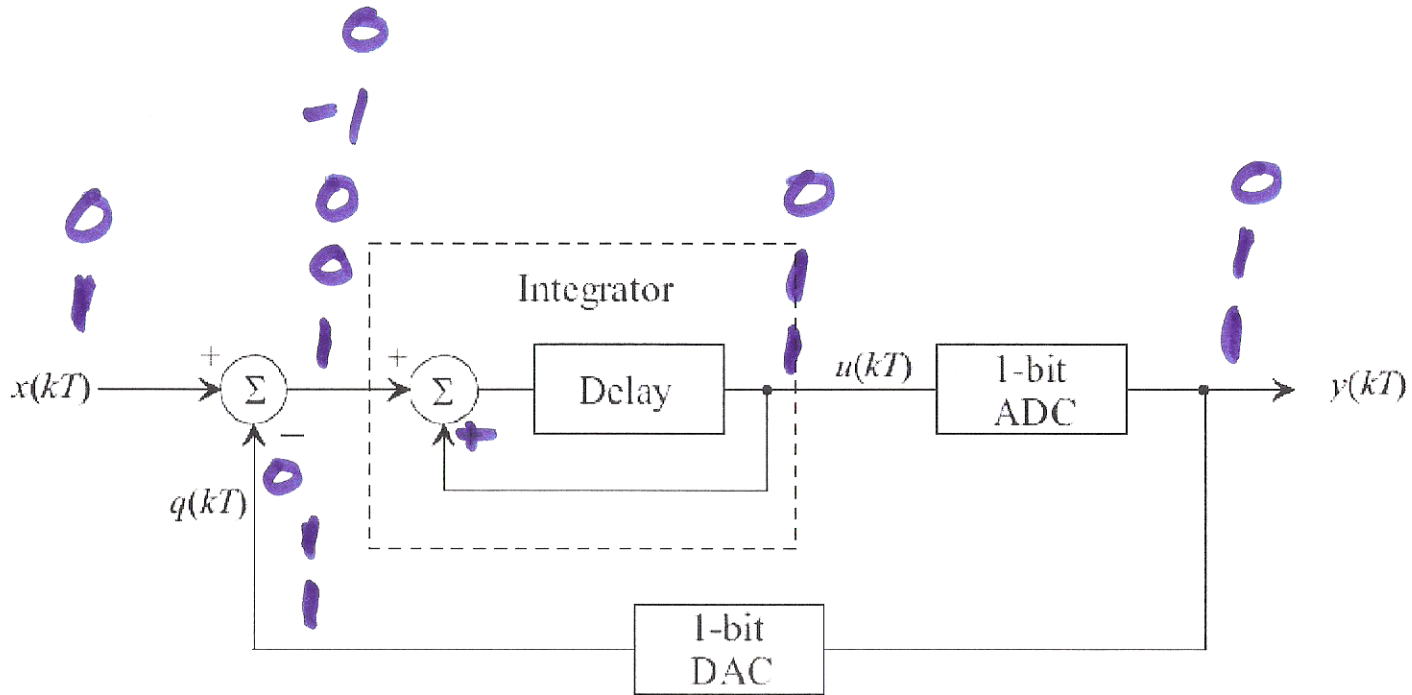 0
-1
0
0
1
0
1
0
1
1
0
1
1
Integrator
+
x(kT)
Σ
+
Σ
Delay
u(kT)
1-bit
ADC
y(kT)
−
+
0
q(kT)
1
1
1-bit
DAC